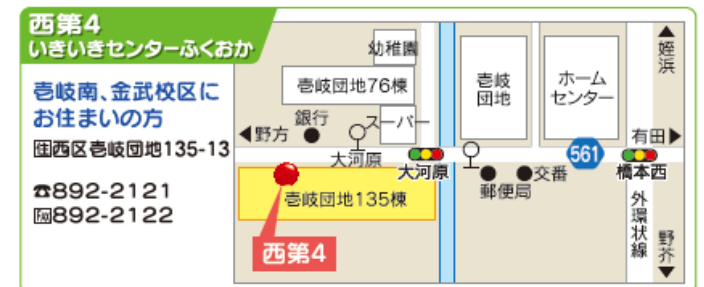 西第4
いきいきセンターふくおか
壱岐南、金武校区に
お住まいの方
住西区壱岐団地135-13
☎892-2121
FAX892-2122
幼稚園
壱岐団地76棟
銀行
スーパー
◀野方
大河原
大河原
壱岐団地135棟
西第4
壱岐
団地
ホーム
センター
▲姪浜
有田▶
561
橋本西
交番
郵便局
外環状線
野芥▼